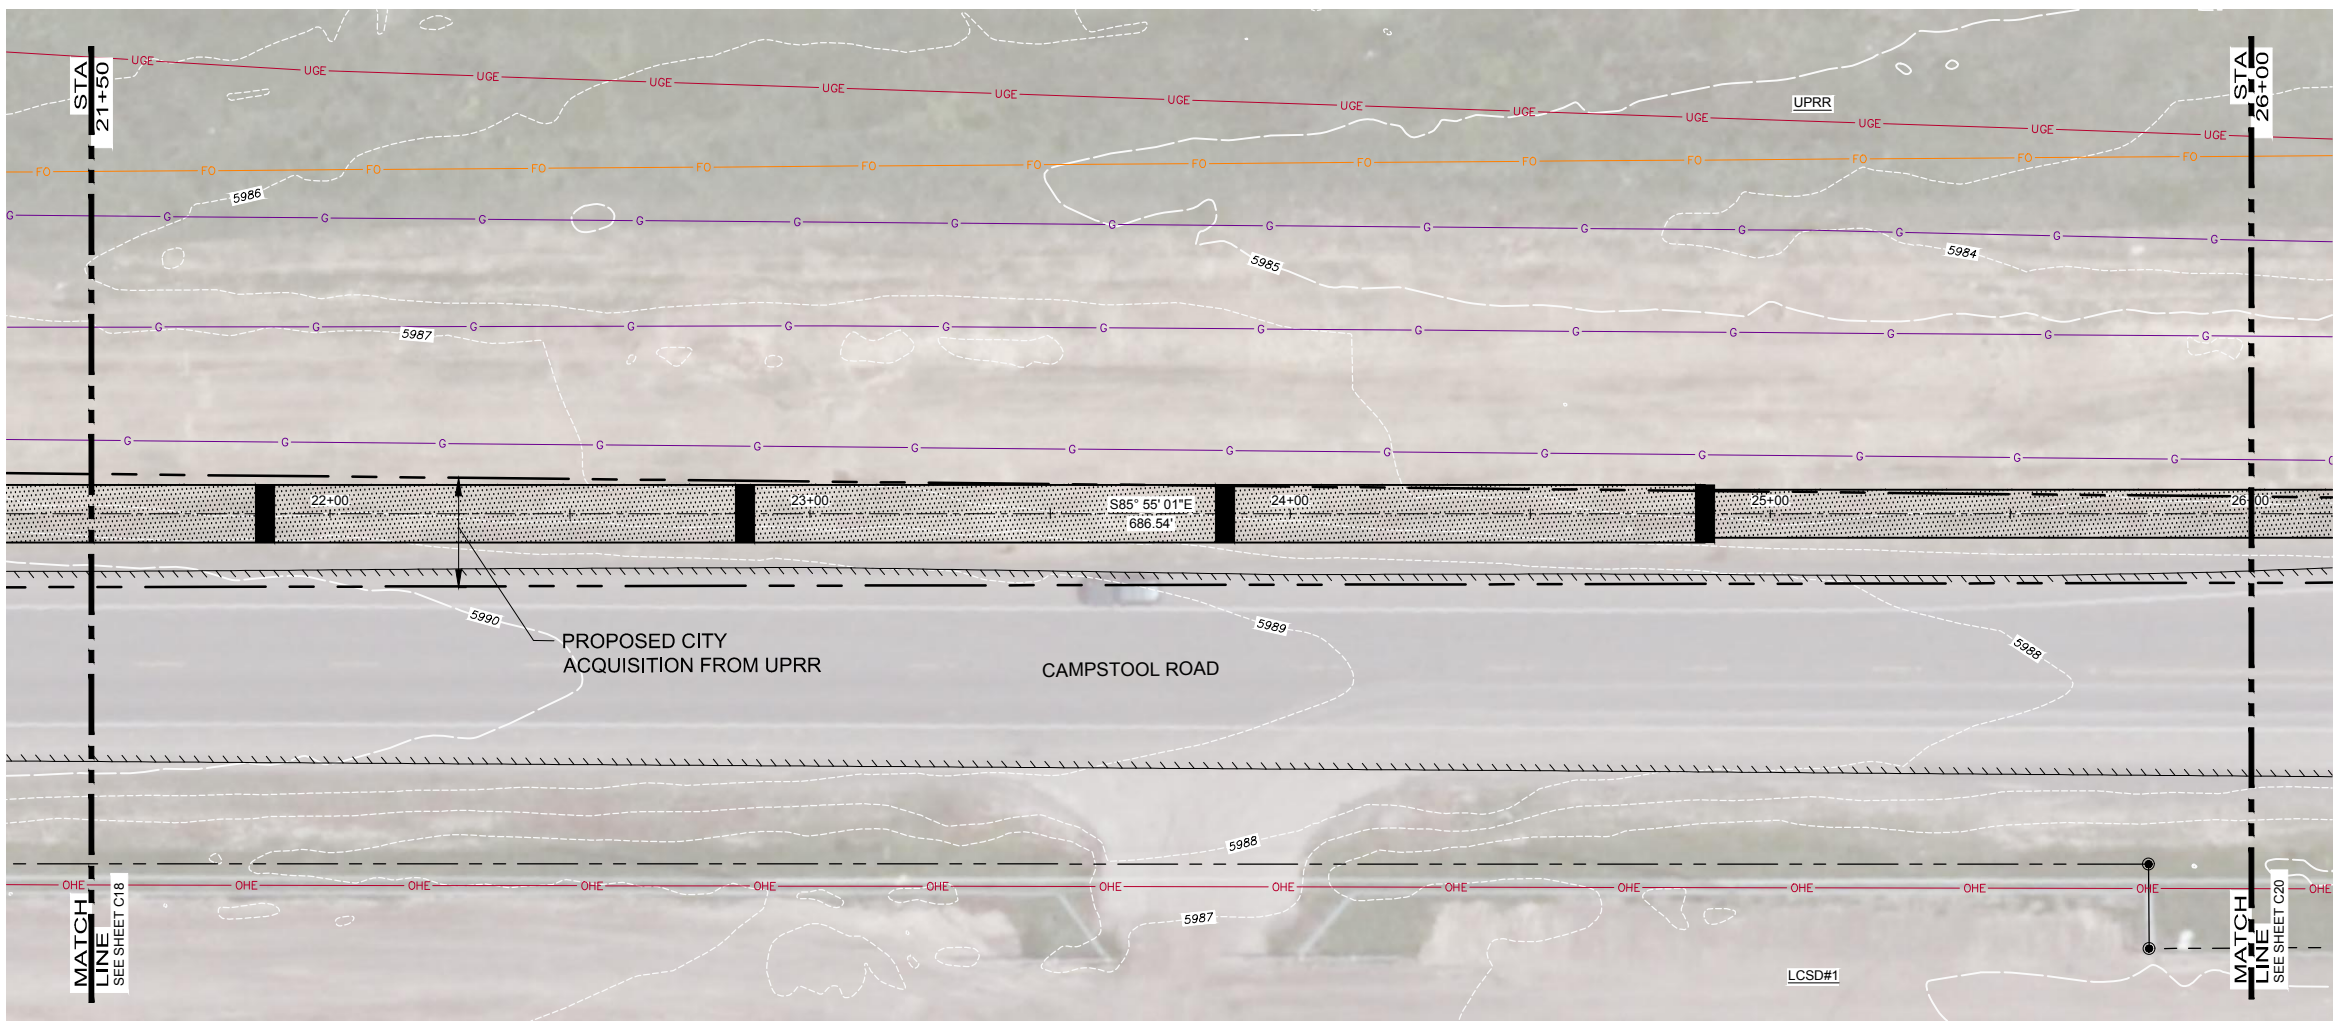 STA
21+50
STA
26+00
UGE UGE UGE UGE UGE UGE UGE UGE UGE UGE UGE UGE UGE
UPRR
FO FO FO FO FO FO FO FO FO FO FO FO FO FO
5986
G G G G G G G G G G G G G G G
5985
5984
G G G G G G G G G G G G G G
5987
G G G G G G G G G G G G G G G
22+00
23+00
S85° 55' 01"E
686.54'
24+00
25+00
26+00
5990
5989
5988
PROPOSED CITY
ACQUISITION FROM UPRR
CAMPSTOOL ROAD
5988
OHE OHE OHE OHE OHE OHE OHE OHE OHE OHE OHE OHE OHE OHE
5987
LCSD#1
MATCH
LINE
SEE SHEET C18
MATCH
LINE
SEE SHEET C20